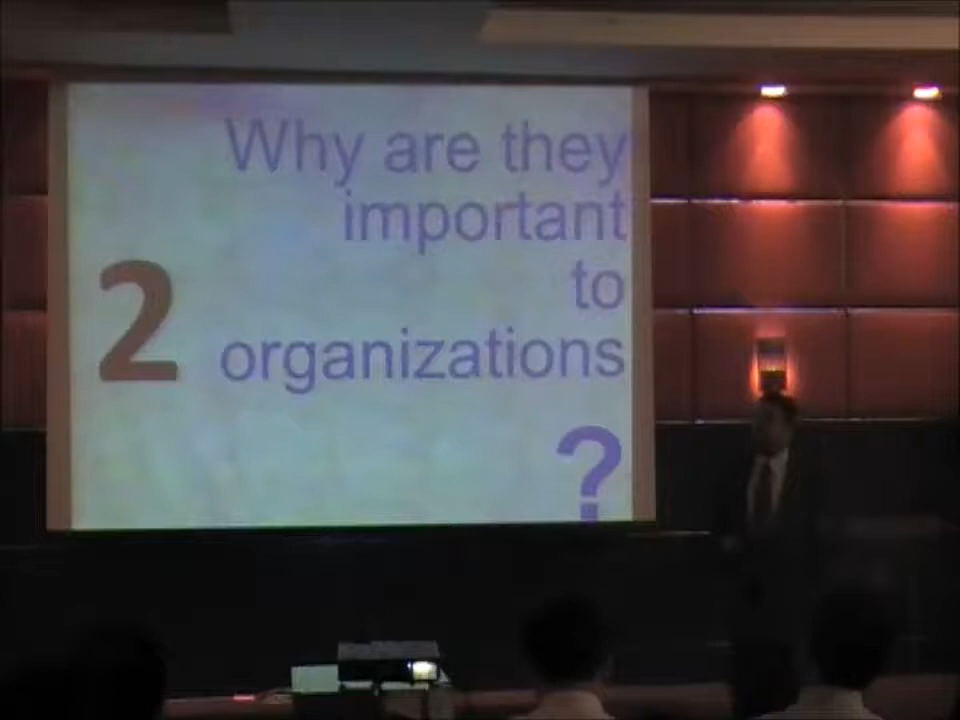 2
Why are they
important
to
organizations
?